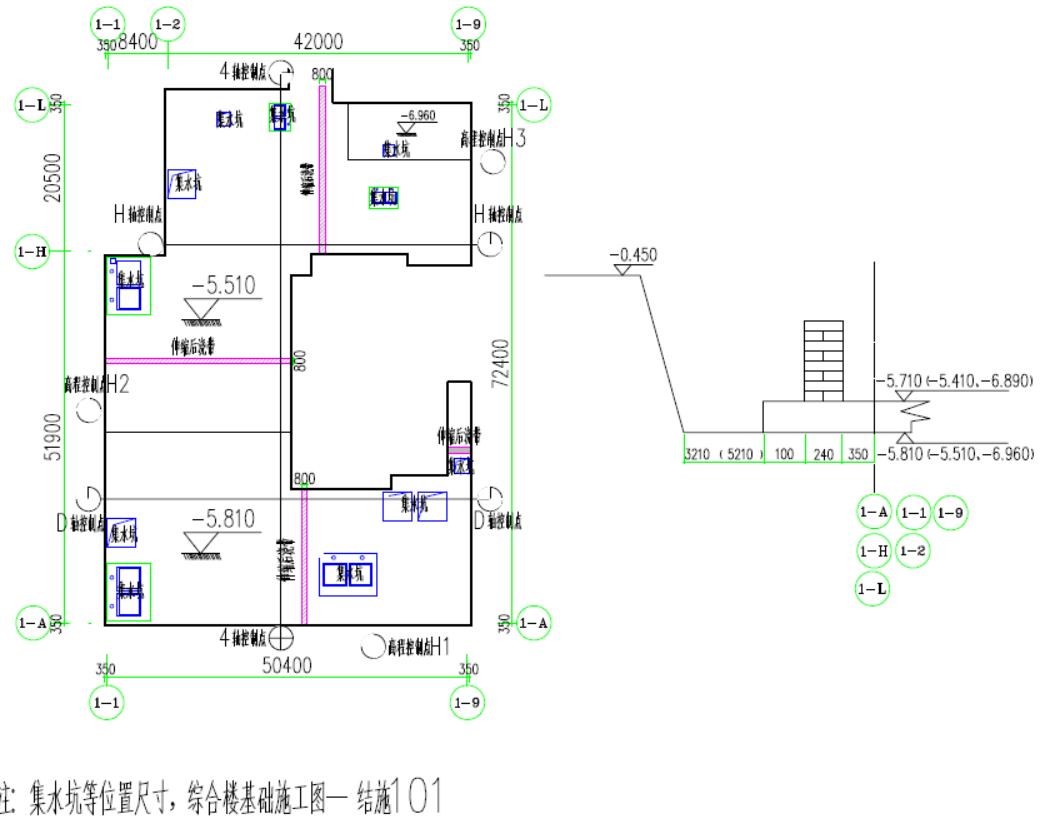 1-1
1-2
1-9
350
8400
42000
350
4 轴控制点
800
1-L
350
集水坑
集水坑
-6.960
350
1-L
高程控制点H3
集水坑
20500
集水坑
伸缩后浇带
集水坑
H 轴控制点
H 轴控制点
1-H
集水坑
-5.510
-0.450
伸缩后浇带
800
72400
高程控制点H2
-5.710 (-5.410、-6.890)
51900
伸缩后浇带
3210 ( 5210 )
100
240
350
-5.810 (-5.510、-6.960)
集水坑
800
D 轴控制点
集水坑
D 轴控制点
-5.810
集水坑
伸缩后浇带
集水坑
集水坑
1-A
1-1
1-9
1-H
1-2
1-L
1-A
350
350
1-A
4 轴控制点
高程控制点H1
350
50400
350
1-1
1-9
注: 集水坑等位置尺寸, 综合楼基础施工图— 结施101